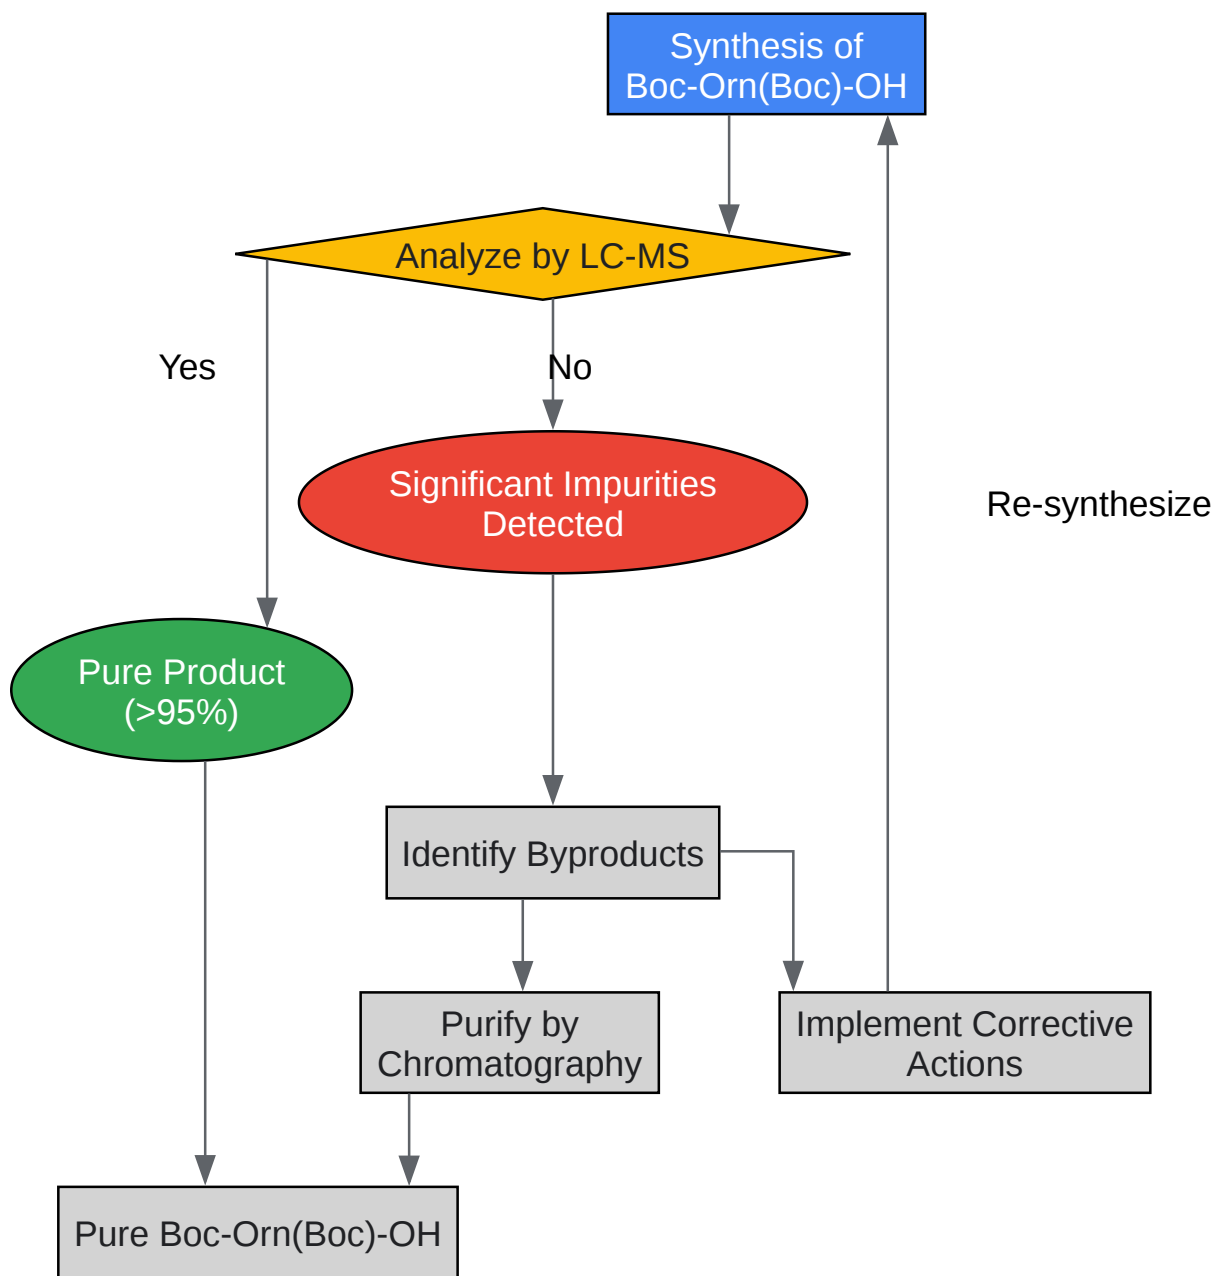 Synthesis of
Boc-Orn(Boc)-OH
Analyze by LC-MS
Yes
No
Significant Impurities
Detected
Re-synthesize
Pure Product
(>95%)
Identify Byproducts
Purify by
Chromatography
Implement Corrective
Actions
Pure Boc-Orn(Boc)-OH